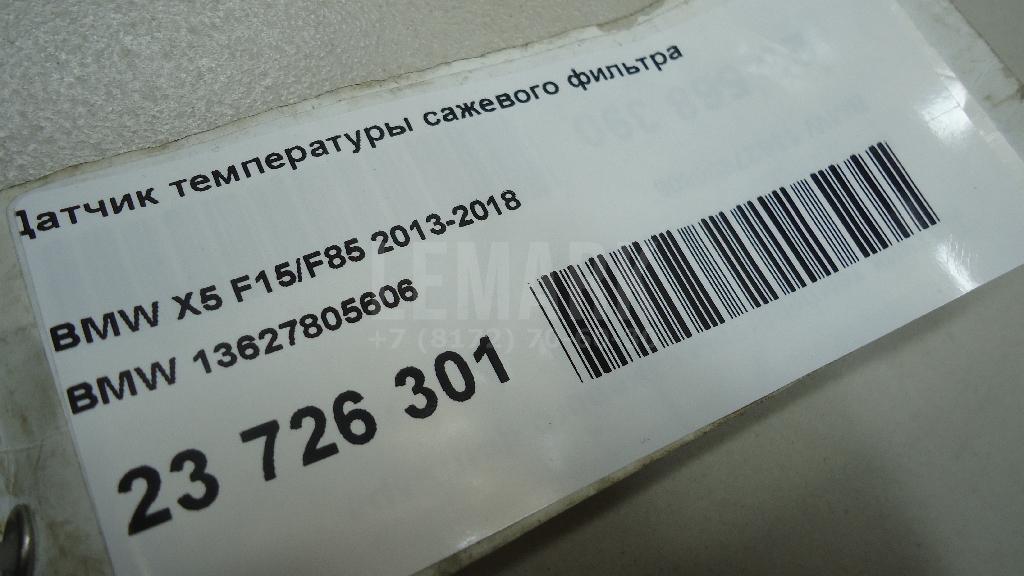 Датчик температуры сажевого фильтра
BMW X5 F15/F85 2013-2018
BMW 13627805606
23 726 301